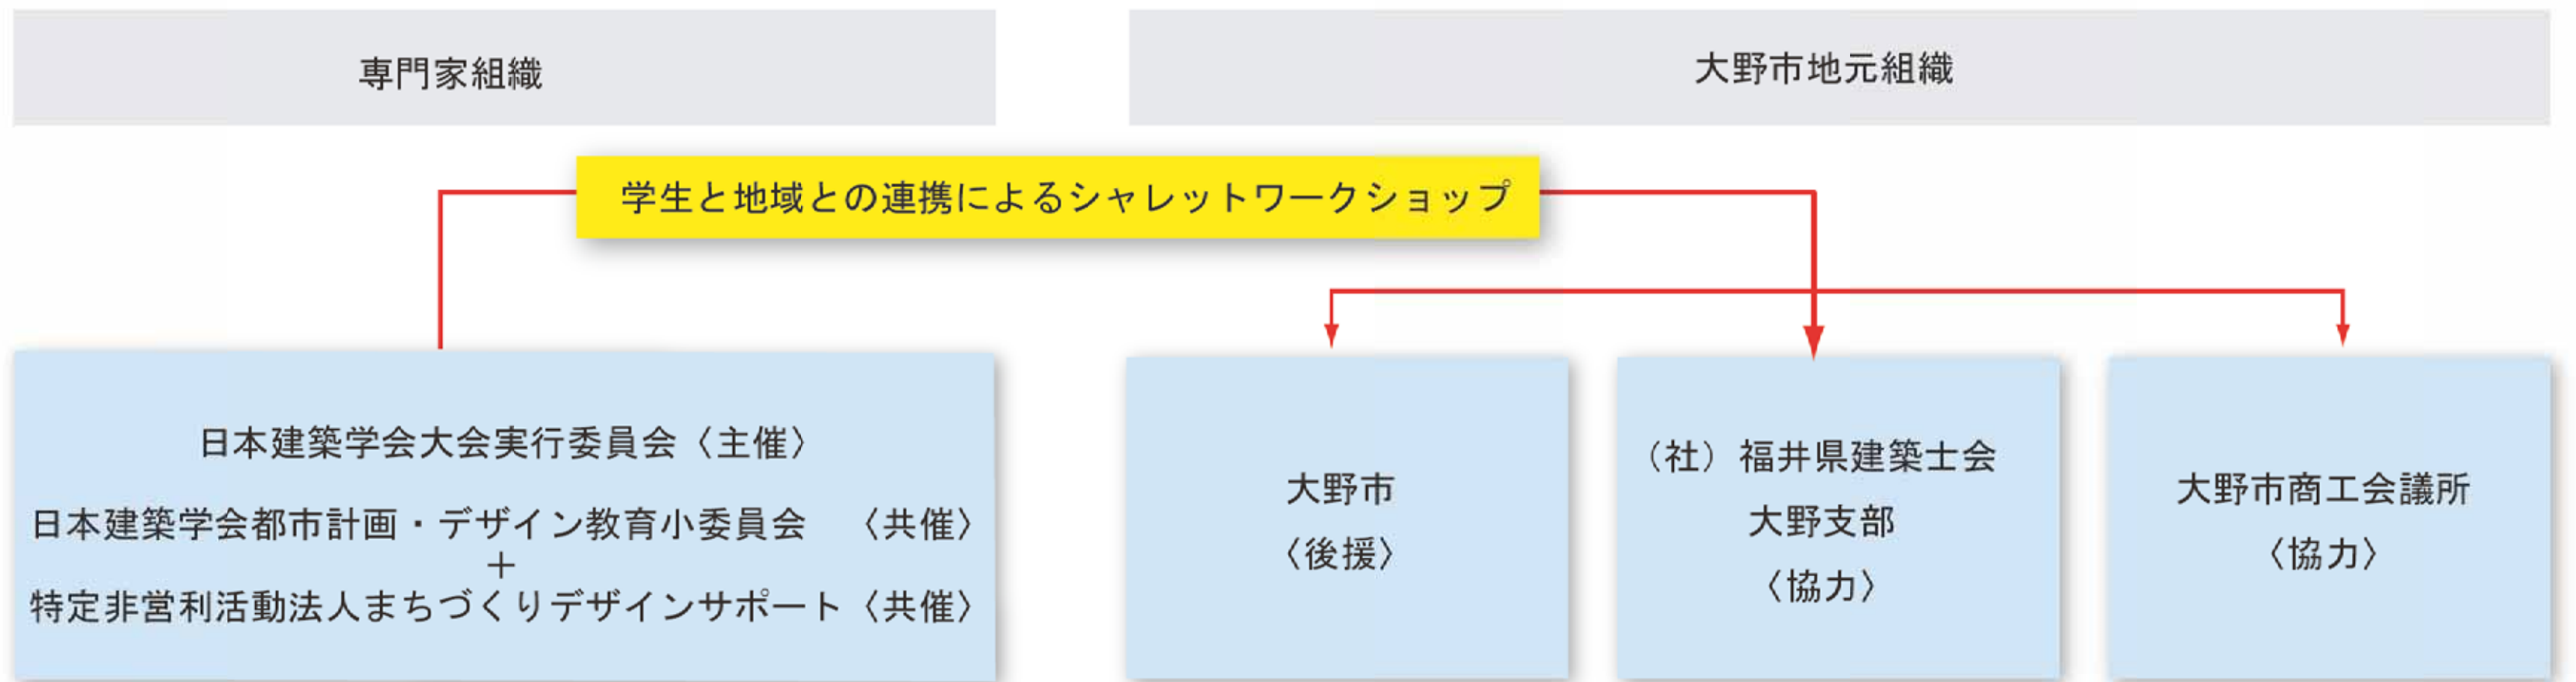 専門家組織
大野市地元組織
学生と地域との連携によるシャレットワークショップ
日本建築学会大会実行委員会〈主催〉
日本建築学会都市計画・デザイン教育小委員会　〈共催〉
＋
特定非営利活動法人まちづくりデザインサポート〈共催〉
大野市
〈後援〉
（社）福井県建築士会
大野支部
〈協力〉
大野市商工会議所
〈協力〉